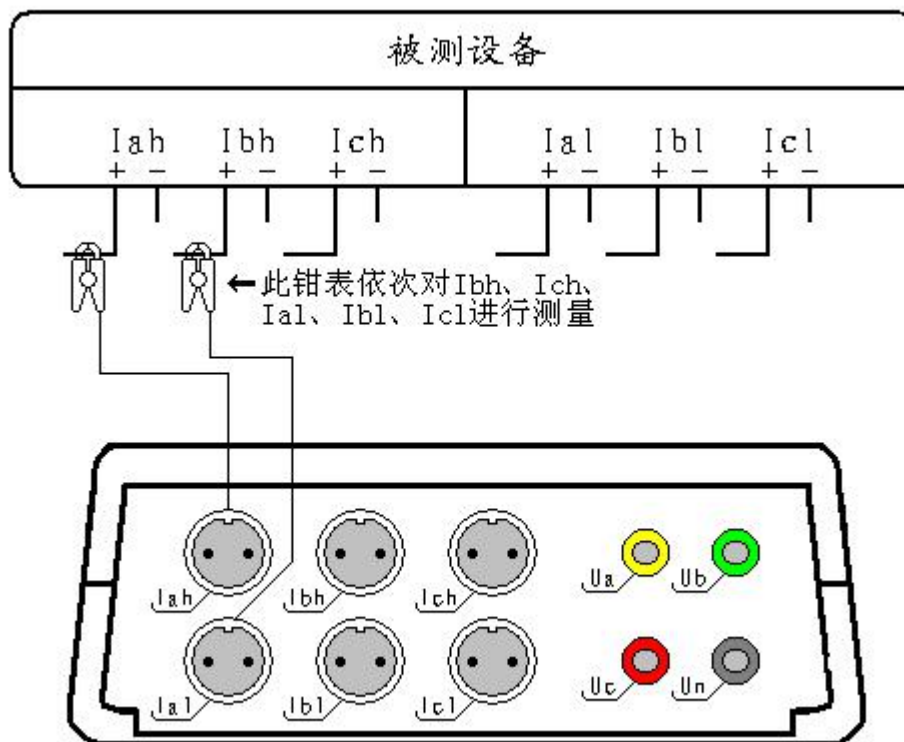 被测设备
Iah Ibh Ich Ial Ibl Icl
+ − + − + − + − + − + −
←此钳表依次对Ibh、Ich、
Ial、Ibl、Icl进行测量
Iah Ibh Ich Ua Ub
Ial Ibl Icl Uc Un